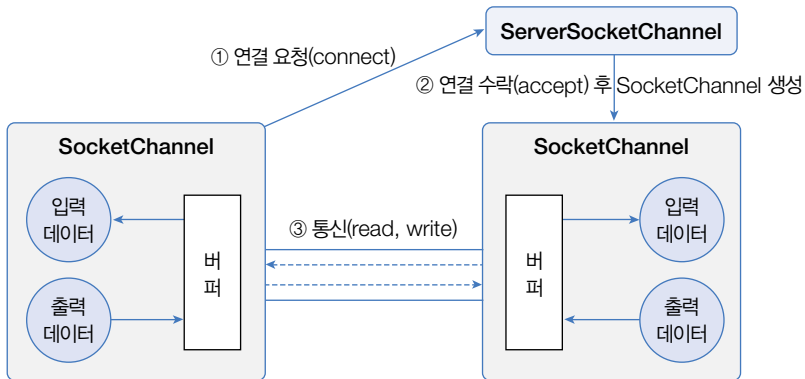 ServerSocketChannel
① 연결 요청(connect)
② 연결 수락(accept) 후 SocketChannel 생성
SocketChannel
입력
데이터
출력
데이터
버
퍼
③ 통신(read, write)
SocketChannel
버
퍼
입력
데이터
출력
데이터